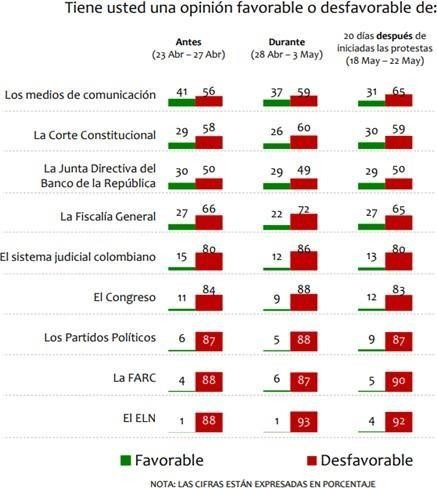 Tiene usted una opinión favorable o desfavorable de:
Antes
(23 Abr – 27 Abr)
Durante
(28 Abr – 3 May)
20 días después de
iniciadas las protestas
(18 May – 22 May)
Los medios de comunicación 41 56 37 59 31 65
La Corte Constitucional 29 58 26 60 30 59
La Junta Directiva del
Banco de la República 30 50 29 49 29 50
La Fiscalía General 27 66 22 72 27 65
El sistema judicial colombiano 15 80 12 86 13 80
El Congreso 11 84 9 88 12 83
Los Partidos Políticos 6 87 5 88 9 87
La FARC 4 88 6 87 5 90
El ELN 1 88 1 93 4 92
Favorable Desfavorable
NOTA: LAS CIFRAS ESTÁN EXPRESADAS EN PORCENTAJE